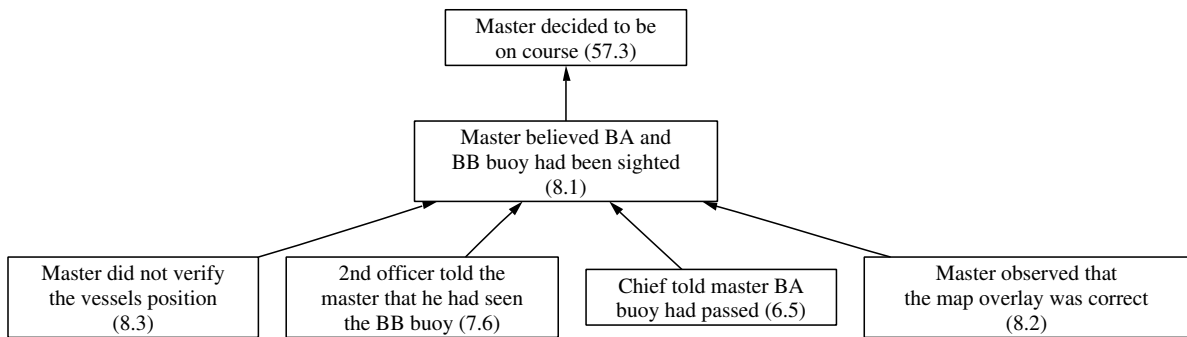 Master decided to be
on course (57.3)
Master believed BA and
BB buoy had been sighted
(8.1)
Master did not verify
the vessels position
(8.3)
2nd officer told the
master that he had seen
the BB buoy (7.6)
Chief told master BA
buoy had passed (6.5)
Master observed that
the map overlay was correct
(8.2)